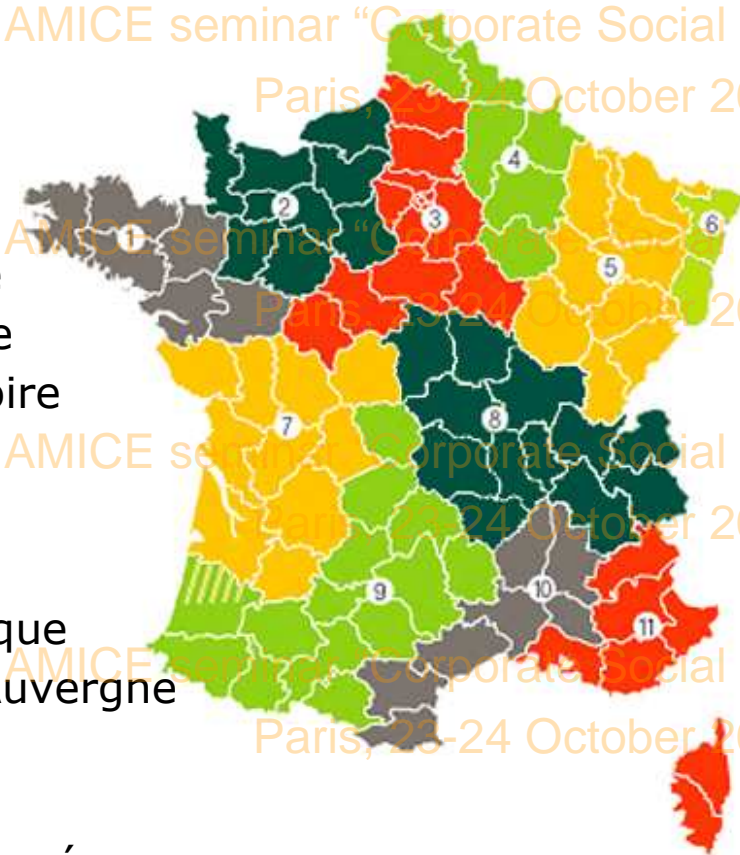 AMICE seminar “Corporate Social
Paris, 23-24 October 20
4
2
3
6
1
AMICE seminar “Corporate Social
5
Paris, 23-24 October 20
e
oire
7
8
AMICE seminar “Corporate Social
Paris, 23-24 October 20
9
10
que
11
AMICE seminar “Corporate Social
Auvergne
Paris, 23-24 October 20